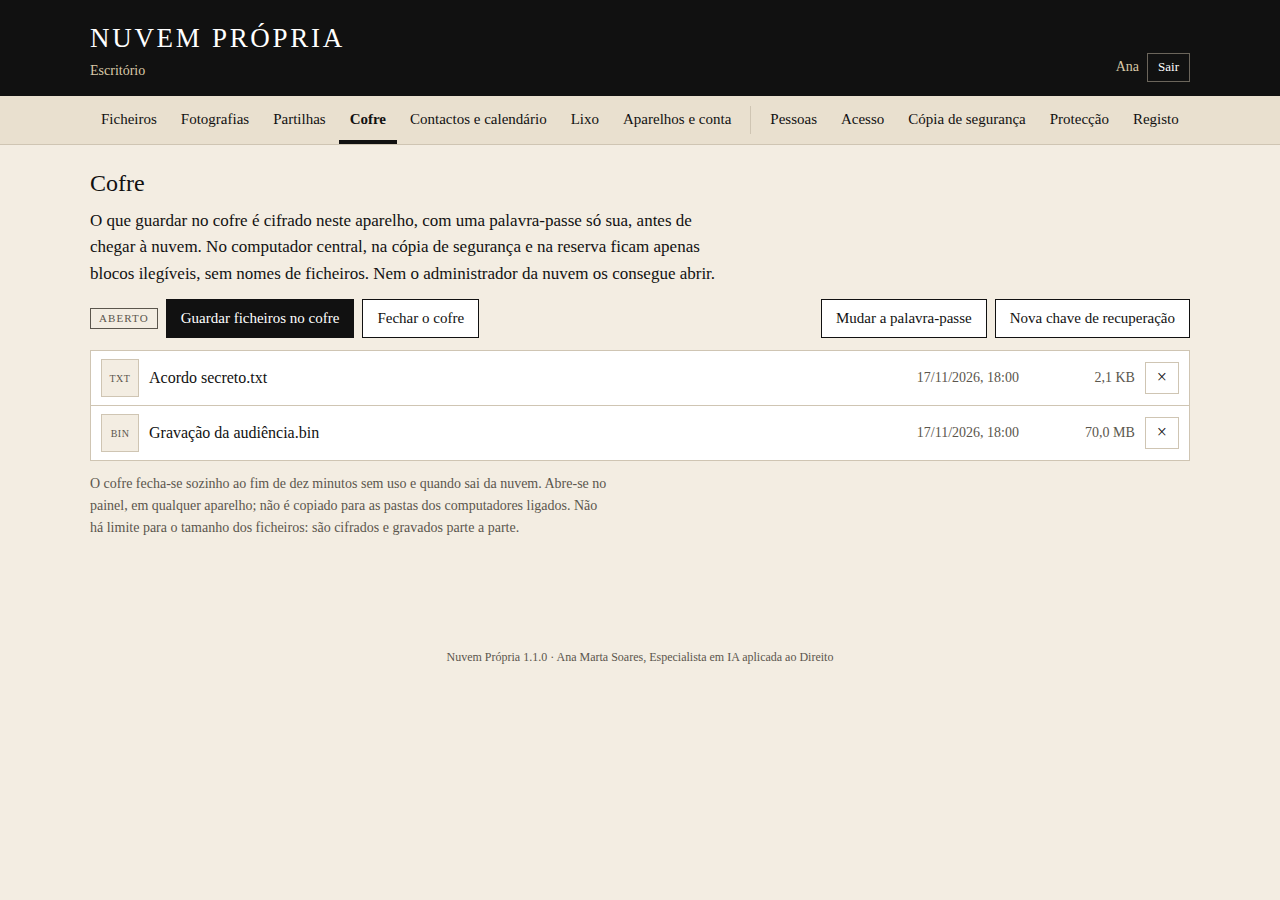 NUVEM PRÓPRIA
Escritório
Ana
Sair
Ficheiros
Fotografias
Partilhas
Cofre
Contactos e calendário
Lixo
Aparelhos e conta
Pessoas
Acesso
Cópia de segurança
Protecção
Registo
Cofre
O que guardar no cofre é cifrado neste aparelho, com uma palavra-passe só sua, antes de
chegar à nuvem. No computador central, na cópia de segurança e na reserva ficam apenas
blocos ilegíveis, sem nomes de ficheiros. Nem o administrador da nuvem os consegue abrir.
ABERTO
Guardar ficheiros no cofre
Fechar o cofre
Mudar a palavra-passe
Nova chave de recuperação
TXT
Acordo secreto.txt
17/11/2026, 18:00
2,1 KB
×
BIN
Gravação da audiência.bin
17/11/2026, 18:00
70,0 MB
×
O cofre fecha-se sozinho ao fim de dez minutos sem uso e quando sai da nuvem. Abre-se no
painel, em qualquer aparelho; não é copiado para as pastas dos computadores ligados. Não
há limite para o tamanho dos ficheiros: são cifrados e gravados parte a parte.
Nuvem Própria 1.1.0 · Ana Marta Soares, Especialista em IA aplicada ao Direito